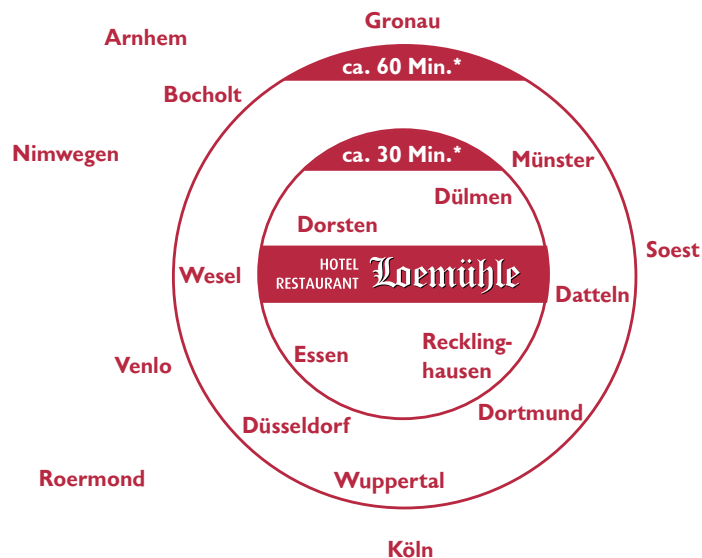 Gronau
Arnhem
ca. 60 Min.*
Bocholt
Nimwegen
ca. 30 Min.*
Münster
Dülmen
Dorsten
Soest
HOTEL
RESTAURANT
Loemühle
Wesel
Datteln
Essen
Reckling-
hausen
Venlo
Dortmund
Düsseldorf
Roermond
Wuppertal
Köln